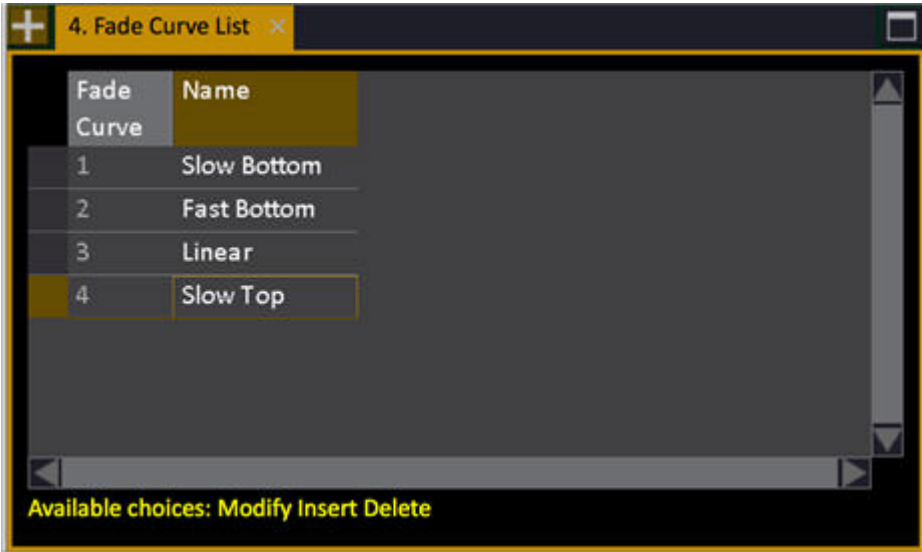 4. Fade Curve List
Fade Curve Name
1 Slow Bottom
2 Fast Bottom
3 Linear
4 Slow Top
Available choices: Modify Insert Delete